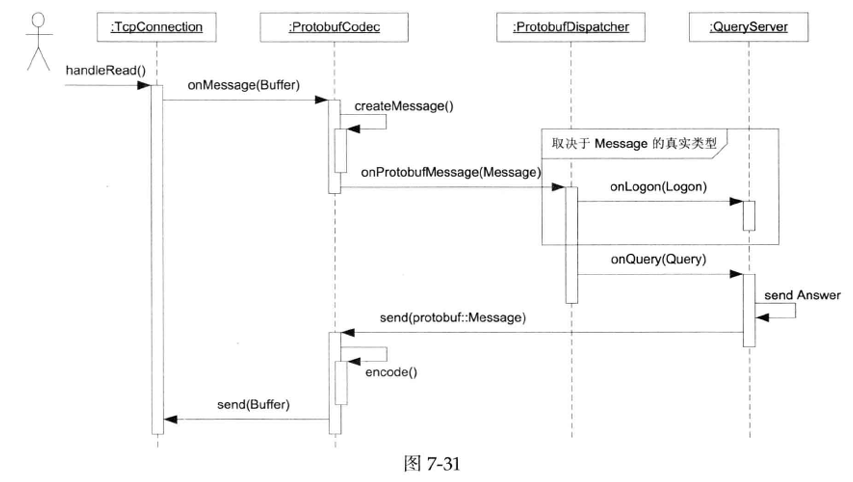 :TcpConnection
:ProtobufCodec
:ProtobufDispatcher
:QueryServer
handleRead()
onMessage(Buffer)
createMessage()
取决于 Message 的真实类型
onProtobufMessage(Message)
onLogon(Logon)
onQuery(Query)
send Answer
send(protobuf::Message)
encode()
send(Buffer)
图 7-31